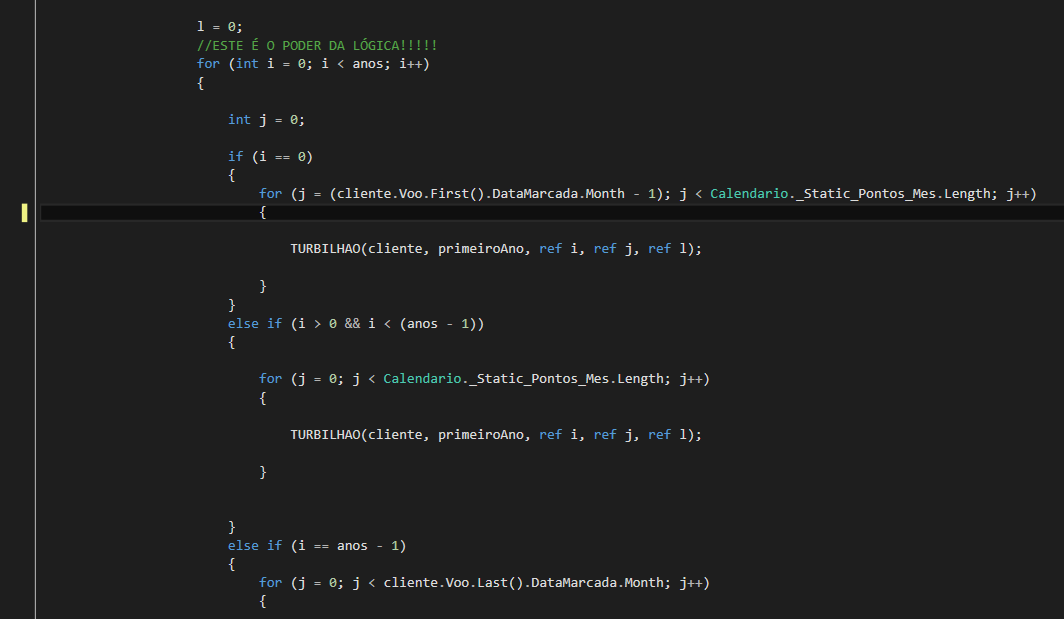 l = 0;
//ESTE É O PODER DA LÓGICA!!!!!
for (int i = 0; i < anos; i++)
{
int j = 0;
if (i == 0)
{
for (j = (cliente.Voo.First().DataMarcada.Month - 1); j < Calendario._Static_Pontos_Mes.Length; j++)
{
TURBILHAO(cliente, primeiroAno, ref i, ref j, ref l);
}
}
else if (i > 0 && i < (anos - 1))
{
for (j = 0; j < Calendario._Static_Pontos_Mes.Length; j++)
{
TURBILHAO(cliente, primeiroAno, ref i, ref j, ref l);
}
}
else if (i == anos - 1)
{
for (j = 0; j < cliente.Voo.Last().DataMarcada.Month; j++)
{